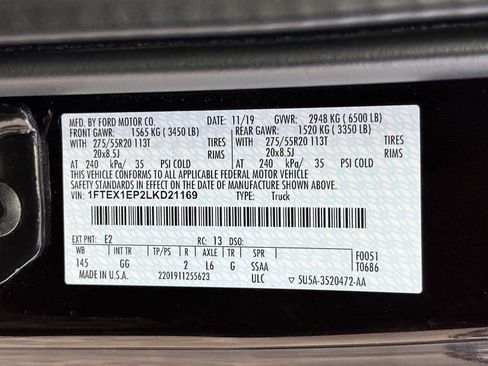 MFD. BY FORD MOTOR CO. DATE: 11/19 GVWR: 2948 KG ( 6500 LB)
FRONT GAWR: 1565 KG ( 3450 LB) REAR GAWR: 1520 KG ( 3350 LB)
WITH 275/55R20 113T TIRES WITH 275/55R20 113T TIRES
20x8.5J RIMS 20x8.5J RIMS
AT 240 kPa/ 35 PSI COLD AT 240 kPa/ 35 PSI COLD
THIS VEHICLE CONFORMS TO ALL APPLICABLE FEDERAL MOTOR VEHICLE
SAFETY AND THEFT PREVENTION STANDARDS IN EFFECT ON THE DATE OF
MANUFACTURE SHOWN ABOVE.
VIN: 1FTEX1EP2LKD21169 TYPE: Truck
EXT PNT: E2 RC: 13 DSO:
WB INT TR TP/PS R AXLE TR SPR F0051
145 GG 2 L6 G SSAA T0686
MADE IN U.S.A. 2201911255623 ULC 5U5A-3520472-AA